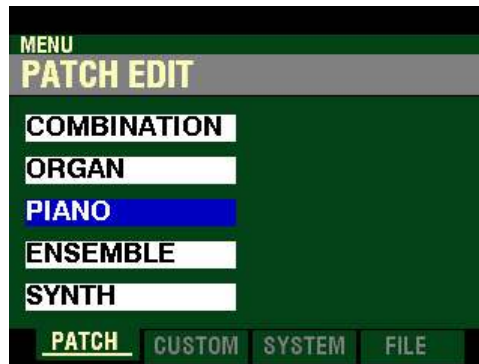 MENU
PATCH EDIT
COMBINATION
ORGAN
PIANO
ENSEMBLE
SYNTH
PATCH CUSTOM SYSTEM FILE